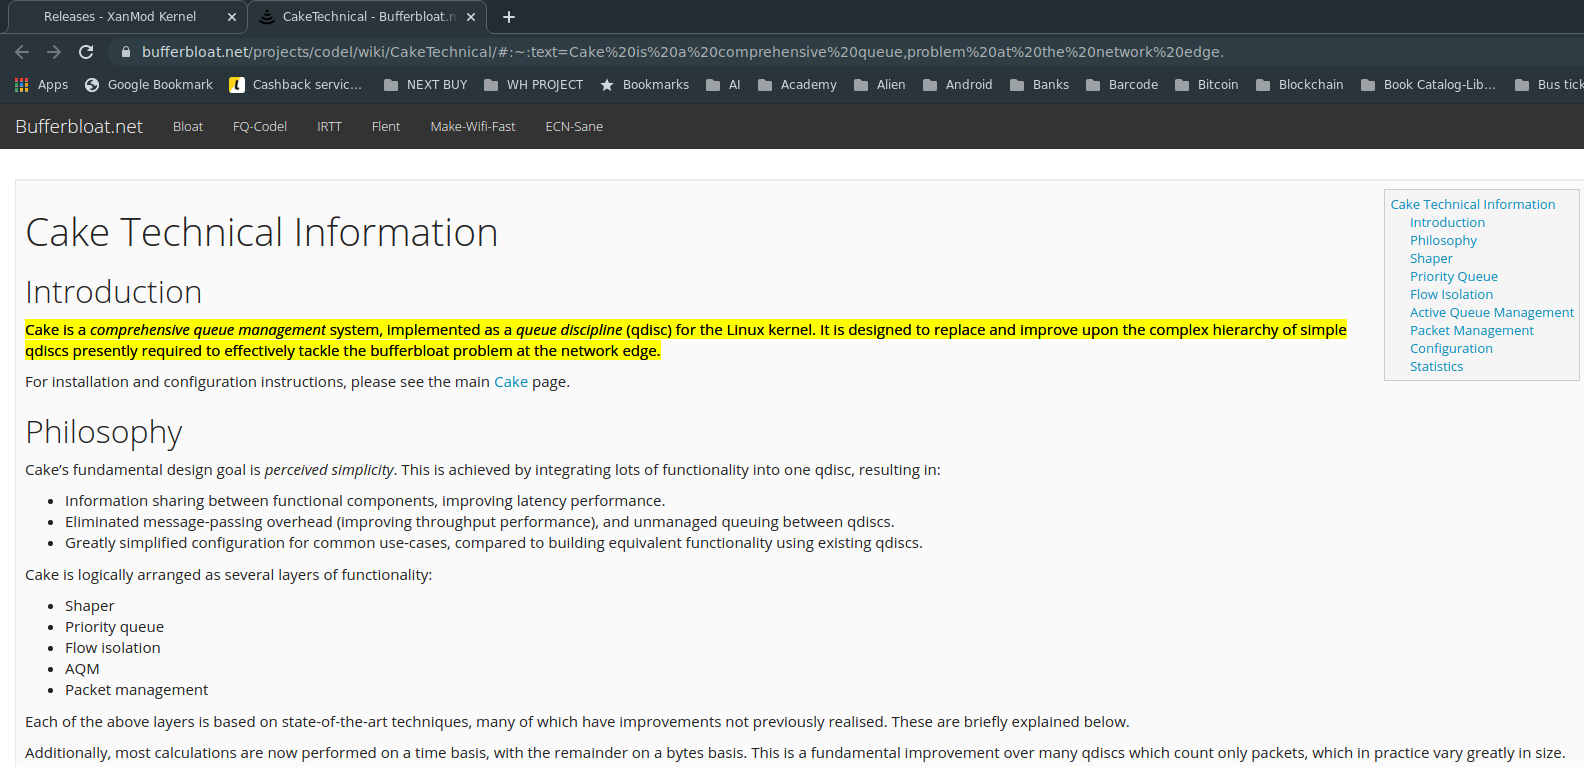 Releases - XanMod Kernel
CakeTechnical - Bufferbloat.n
bufferbloat.net/projects/codel/wiki/CakeTechnical/#:~:text=Cake%20is%20a%20comprehensive%20queue,problem%20at%20the%20network%20edge.
Apps Google Bookmark Cashback servic... NEXT BUY WH PROJECT Bookmarks AI Academy Alien Android Banks Barcode Bitcoin Blockchain Book Catalog-Lib... Bus tick
Bufferbloat.net Bloat FQ-Codel IRTT Flent Make-Wifi-Fast ECN-Sane
Cake Technical Information
Introduction
Cake is a comprehensive queue management system, implemented as a queue discipline (qdisc) for the Linux kernel. It is designed to replace and improve upon the complex hierarchy of simple
qdiscs presently required to effectively tackle the bufferbloat problem at the network edge.
For installation and configuration instructions, please see the main Cake page.
Philosophy
Cake’s fundamental design goal is perceived simplicity. This is achieved by integrating lots of functionality into one qdisc, resulting in:
• Information sharing between functional components, improving latency performance.
• Eliminated message-passing overhead (improving throughput performance), and unmanaged queuing between qdiscs.
• Greatly simplified configuration for common use-cases, compared to building equivalent functionality using existing qdiscs.
Cake is logically arranged as several layers of functionality:
• Shaper
• Priority queue
• Flow isolation
• AQM
• Packet management
Each of the above layers is based on state-of-the-art techniques, many of which have improvements not previously realised. These are briefly explained below.
Additionally, most calculations are now performed on a time basis, with the remainder on a bytes basis. This is a fundamental improvement over many qdiscs which count only packets, which in practice vary greatly in size.
Cake Technical Information
Introduction
Philosophy
Shaper
Priority Queue
Flow Isolation
Active Queue Management
Packet Management
Configuration
Statistics